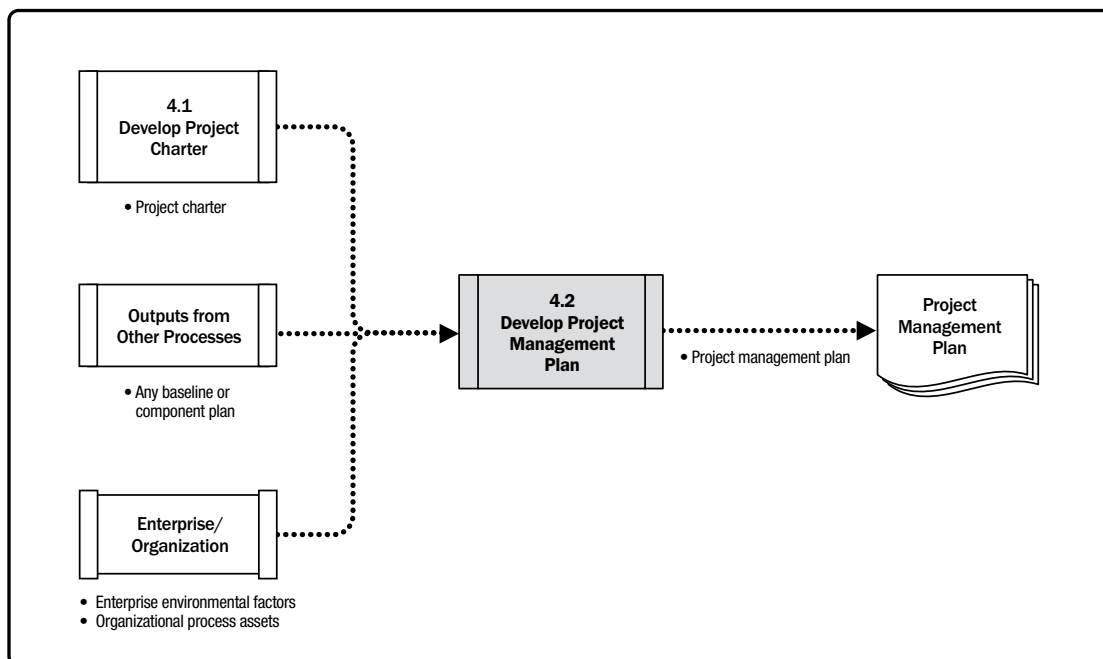 4.1
Develop Project
Charter
• Project charter
Outputs from
Other Processes
• Any baseline or
component plan
Enterprise/
Organization
• Enterprise environmental factors
• Organizational process assets
4.2
Develop Project
Management
Plan
• Project management plan
Project
Management
Plan